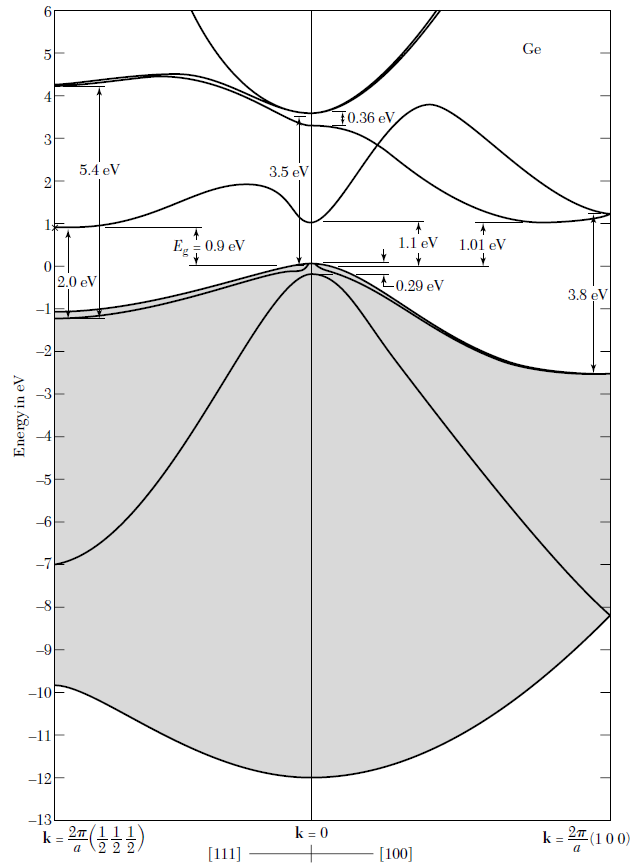 6
Ge
5
4
0.36 eV
3
5.4 eV
3.5 eV
2
1
E_g = 0.9 eV
1.1 eV
1.01 eV
0
2.0 eV
0.29 eV
3.8 eV
–1
–2
–3
Energy in eV
–4
–5
–6
–7
–8
–9
–10
–11
–12
–13
k = 2π/a (1/2 1/2 1/2)
k = 0
k = 2π/a (1 0 0)
[111]
[100]